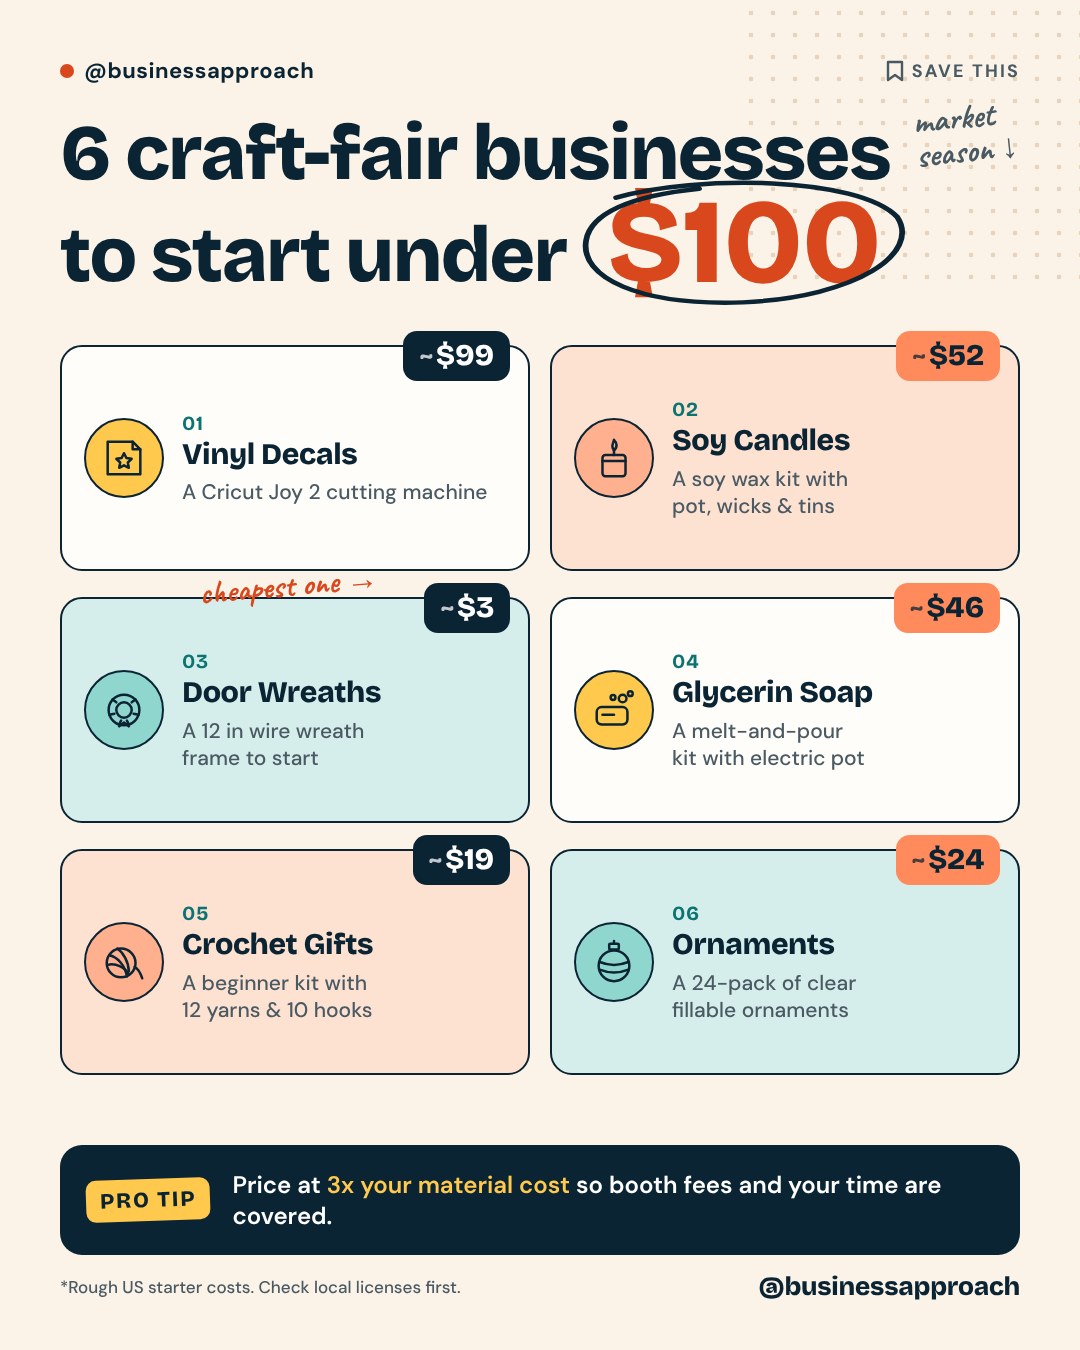 @businessapproach
SAVE THIS
6 craft-fair businesses
to start under $100
market
season ↓
~$99
01
Vinyl Decals
A Cricut Joy 2 cutting machine
~$52
02
Soy Candles
A soy wax kit with
pot, wicks & tins
cheapest one →
~$3
03
Door Wreaths
A 12 in wire wreath
frame to start
~$46
04
Glycerin Soap
A melt-and-pour
kit with electric pot
~$19
05
Crochet Gifts
A beginner kit with
12 yarns & 10 hooks
~$24
06
Ornaments
A 24-pack of clear
fillable ornaments
PRO TIP
Price at 3x your material cost so booth fees and your time are
covered.
*Rough US starter costs. Check local licenses first.
@businessapproach